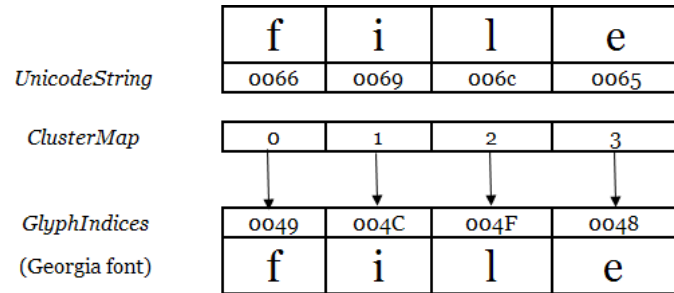 f i l e
UnicodeString 0066 0069 006c 0065
ClusterMap 0 1 2 3
GlyphIndices 0049 004C 004F 0048
(Georgia font) f i l e